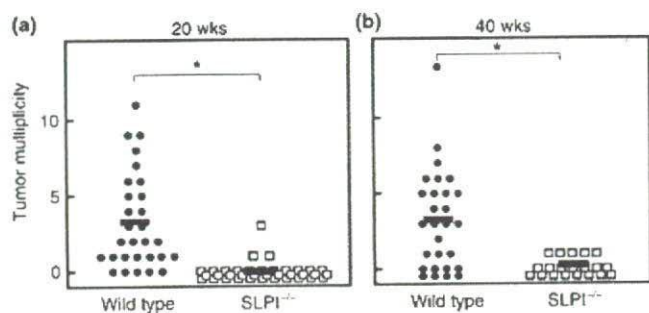 (a)
20 wks
*
Tumor multiplicity
10
5
0
Wild type
SLPI−/−
(b)
40 wks
*
Wild type
SLPI−/−